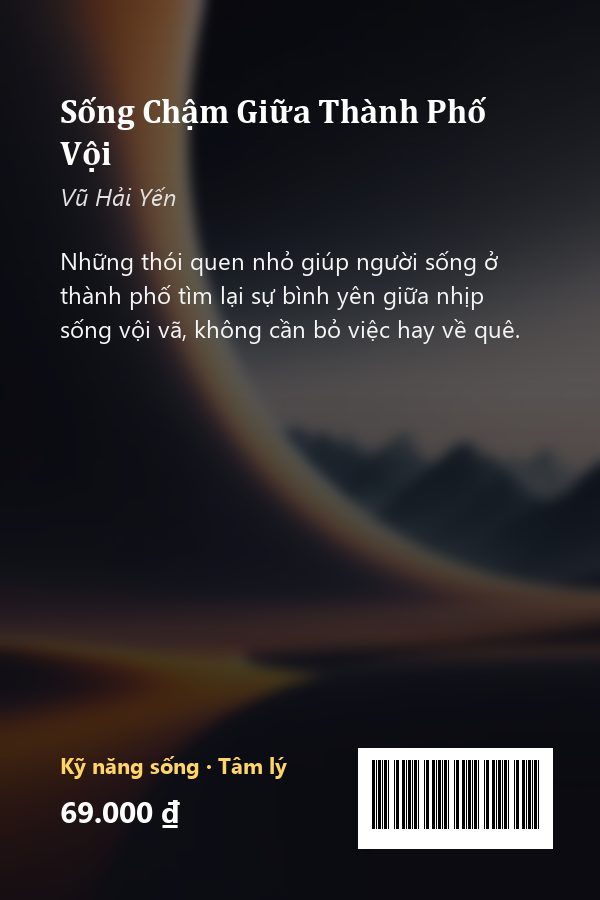 Sống Chậm Giữa Thành Phố
Vội
Vũ Hải Yến
Những thói quen nhỏ giúp người sống ở
thành phố tìm lại sự bình yên giữa nhịp
sống vội vã, không cần bỏ việc hay về quê.
Kỹ năng sống · Tâm lý
69.000 ₫